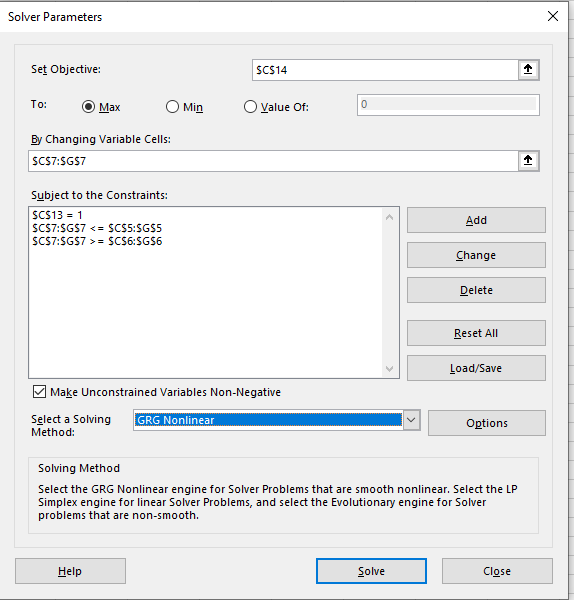 Solver Parameters
Set Objective:
$C$14
To:
Max
Min
Value Of:
0
By Changing Variable Cells:
$C$7:$G$7
Subject to the Constraints:
$C$13 = 1
$C$7:$G$7 <= $C$5:$G$5
$C$7:$G$7 >= $C$6:$G$6
Add
Change
Delete
Reset All
Load/Save
Make Unconstrained Variables Non-Negative
Select a Solving
Method:
GRG Nonlinear
Options
Solving Method
Select the GRG Nonlinear engine for Solver Problems that are smooth nonlinear. Select the LP
Simplex engine for linear Solver Problems, and select the Evolutionary engine for Solver
problems that are non-smooth.
Help
Solve
Close